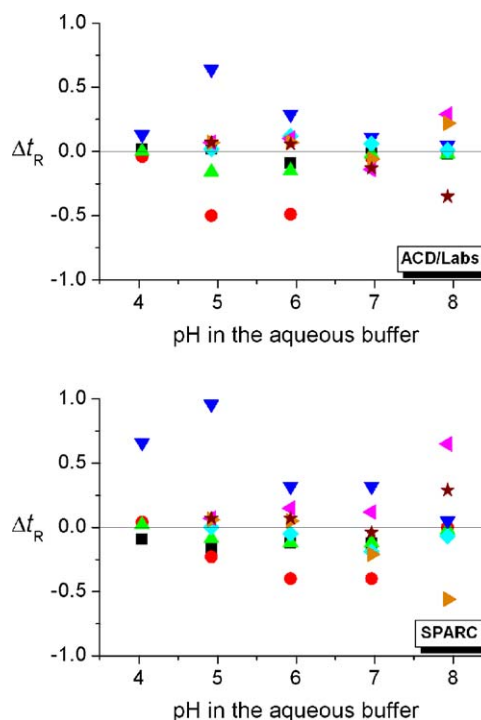 1.0
0.5
ΔtR
0.0
-0.5
ACD/Labs
-1.0
4 5 6 7 8
pH in the aqueous buffer
1.0
0.5
ΔtR
0.0
-0.5
SPARC
-1.0
4 5 6 7 8
pH in the aqueous buffer